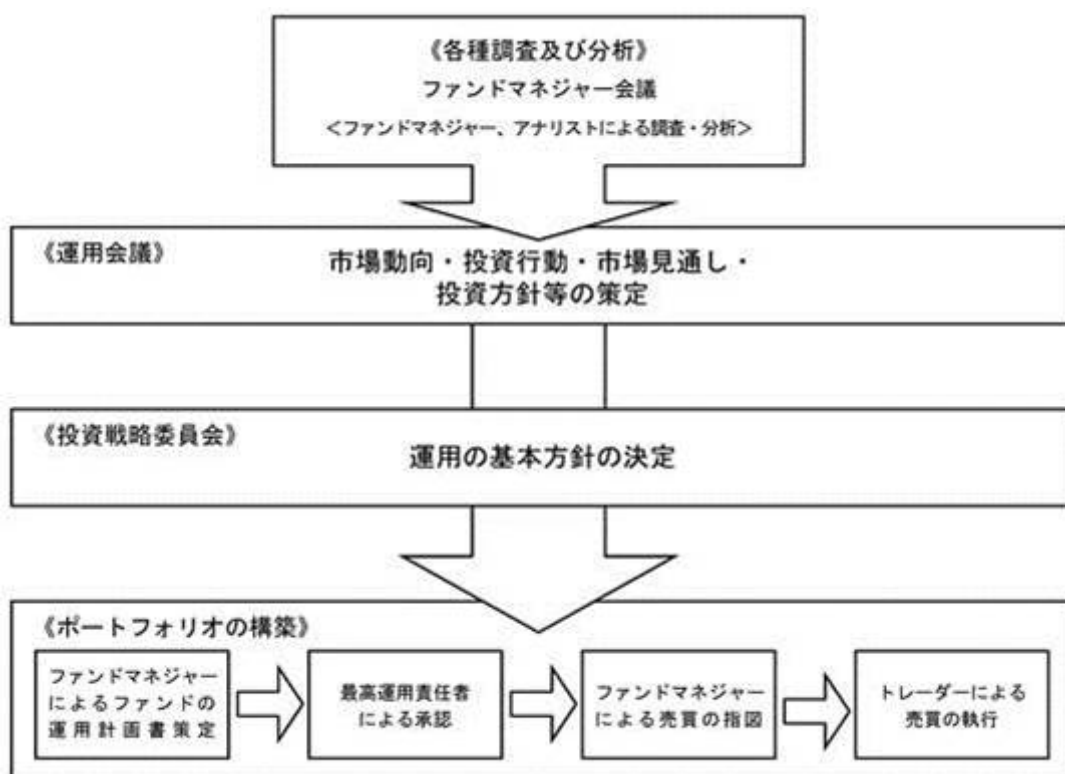 《各種調査及び分析》
ファンドマネジャー会議
<ファンドマネジャー、アナリストによる調査・分析>
《運用会議》
市場動向・投資行動・市場見通し・
投資方針等の策定
《投資戦略委員会》
運用の基本方針の決定
《ポートフォリオの構築》
ファンドマネジャー
によるファンドの
運用計画書策定
最高運用責任者
による承認
ファンドマネジャー
による売買の指図
トレーダーによる
売買の執行